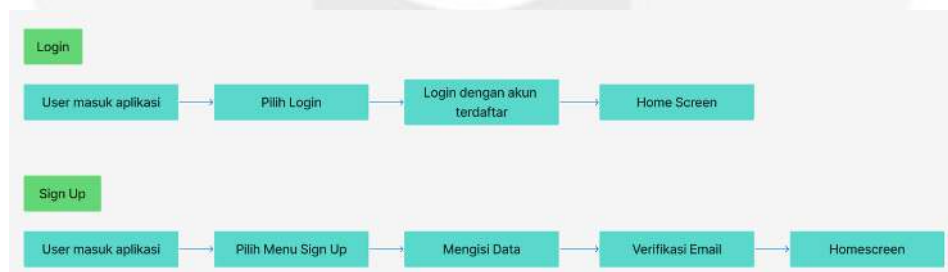 Login
User masuk aplikasi
Pilih Login
Login dengan akun
terdaftar
Home Screen
Sign Up
User masuk aplikasi
Pilih Menu Sign Up
Mengisi Data
Verifikasi Email
Homescreen